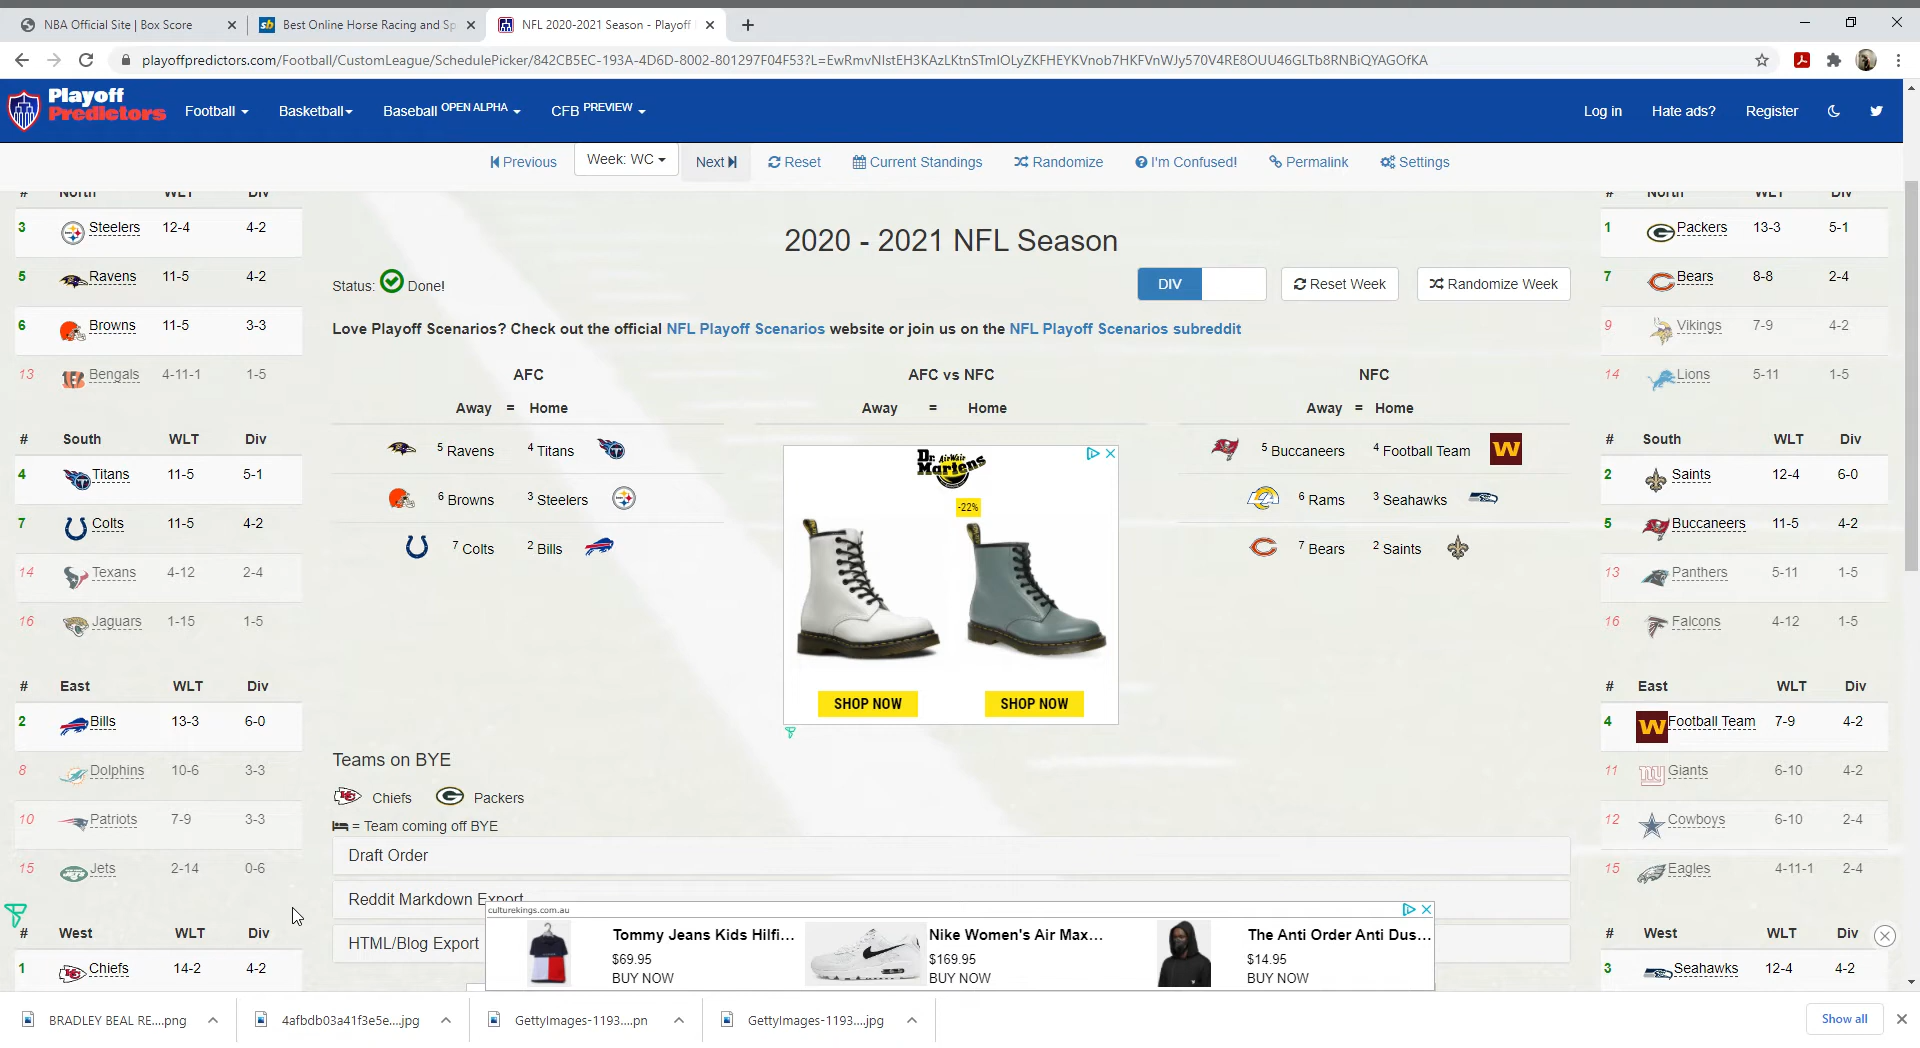 NBA Official Site | Box Score
Best Online Horse Racing and Sp
NFL 2020-2021 Season - Playoff
playoffpredictors.com/Football/CustomLeague/SchedulePicker/842CB5EC-193A-4D6D-8002-801297F04F53?L=EwRmvNIstEH3KAzLKtnSTmIOLyZKFHEYKVnob7HKFVnWJy570V4RE8OUU46GLTb8RNBiQYAGOfKA
Playoff
Predictors
Football
Basketball
Baseball OPEN ALPHA
CFB PREVIEW
Log in
Hate ads?
Register
Previous
Week: WC
Next
Reset
Current Standings
Randomize
I'm Confused!
Permalink
Settings
# North WLT Div
3 Steelers 12-4 4-2
5 Ravens 11-5 4-2
6 Browns 11-5 3-3
13 Bengals 4-11-1 1-5
# South WLT Div
4 Titans 11-5 5-1
7 Colts 11-5 4-2
14 Texans 4-12 2-4
16 Jaguars 1-15 1-5
# East WLT Div
2 Bills 13-3 6-0
8 Dolphins 10-6 3-3
10 Patriots 7-9 3-3
15 Jets 2-14 0-6
# West WLT Div
1 Chiefs 14-2 4-2
2020 - 2021 NFL Season
Status: Done!
DIV
Reset Week
Randomize Week
Love Playoff Scenarios? Check out the official NFL Playoff Scenarios website or join us on the NFL Playoff Scenarios subreddit
AFC
Away = Home
5 Ravens 4 Titans
6 Browns 3 Steelers
7 Colts 2 Bills
AFC vs NFC
Away = Home
Dr. AirWair Martens
-22%
SHOP NOW
SHOP NOW
NFC
Away = Home
5 Buccaneers 4 Football Team
6 Rams 3 Seahawks
7 Bears 2 Saints
Teams on BYE
Chiefs Packers
= Team coming off BYE
Draft Order
Reddit Markdown Export
HTML/Blog Export
culturekings.com.au
Tommy Jeans Kids Hilfi...
$69.95
BUY NOW
Nike Women's Air Max...
$169.95
BUY NOW
The Anti Order Anti Dus...
$14.95
BUY NOW
# North WLT Div
1 Packers 13-3 5-1
7 Bears 8-8 2-4
9 Vikings 7-9 4-2
14 Lions 5-11 1-5
# South WLT Div
2 Saints 12-4 6-0
5 Buccaneers 11-5 4-2
13 Panthers 5-11 1-5
16 Falcons 4-12 1-5
# East WLT Div
4 Football Team 7-9 4-2
11 Giants 6-10 4-2
12 Cowboys 6-10 2-4
15 Eagles 4-11-1 2-4
# West WLT Div
3 Seahawks 12-4 4-2
BRADLEY BEAL RE....png
4afbdb03a41f3e5e....jpg
GettyImages-1193....pn
GettyImages-1193....jpg
Show all